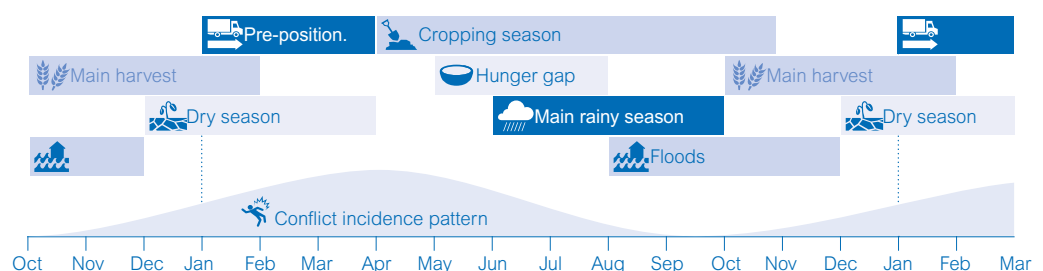 Pre-position.
Cropping season
Main harvest
Hunger gap
Main harvest
Dry season
Main rainy season
Dry season
Floods
Conflict incidence pattern
Oct Nov Dec Jan Feb Mar Apr May Jun Jul Aug Sep Oct Nov Dec Jan Feb Mar